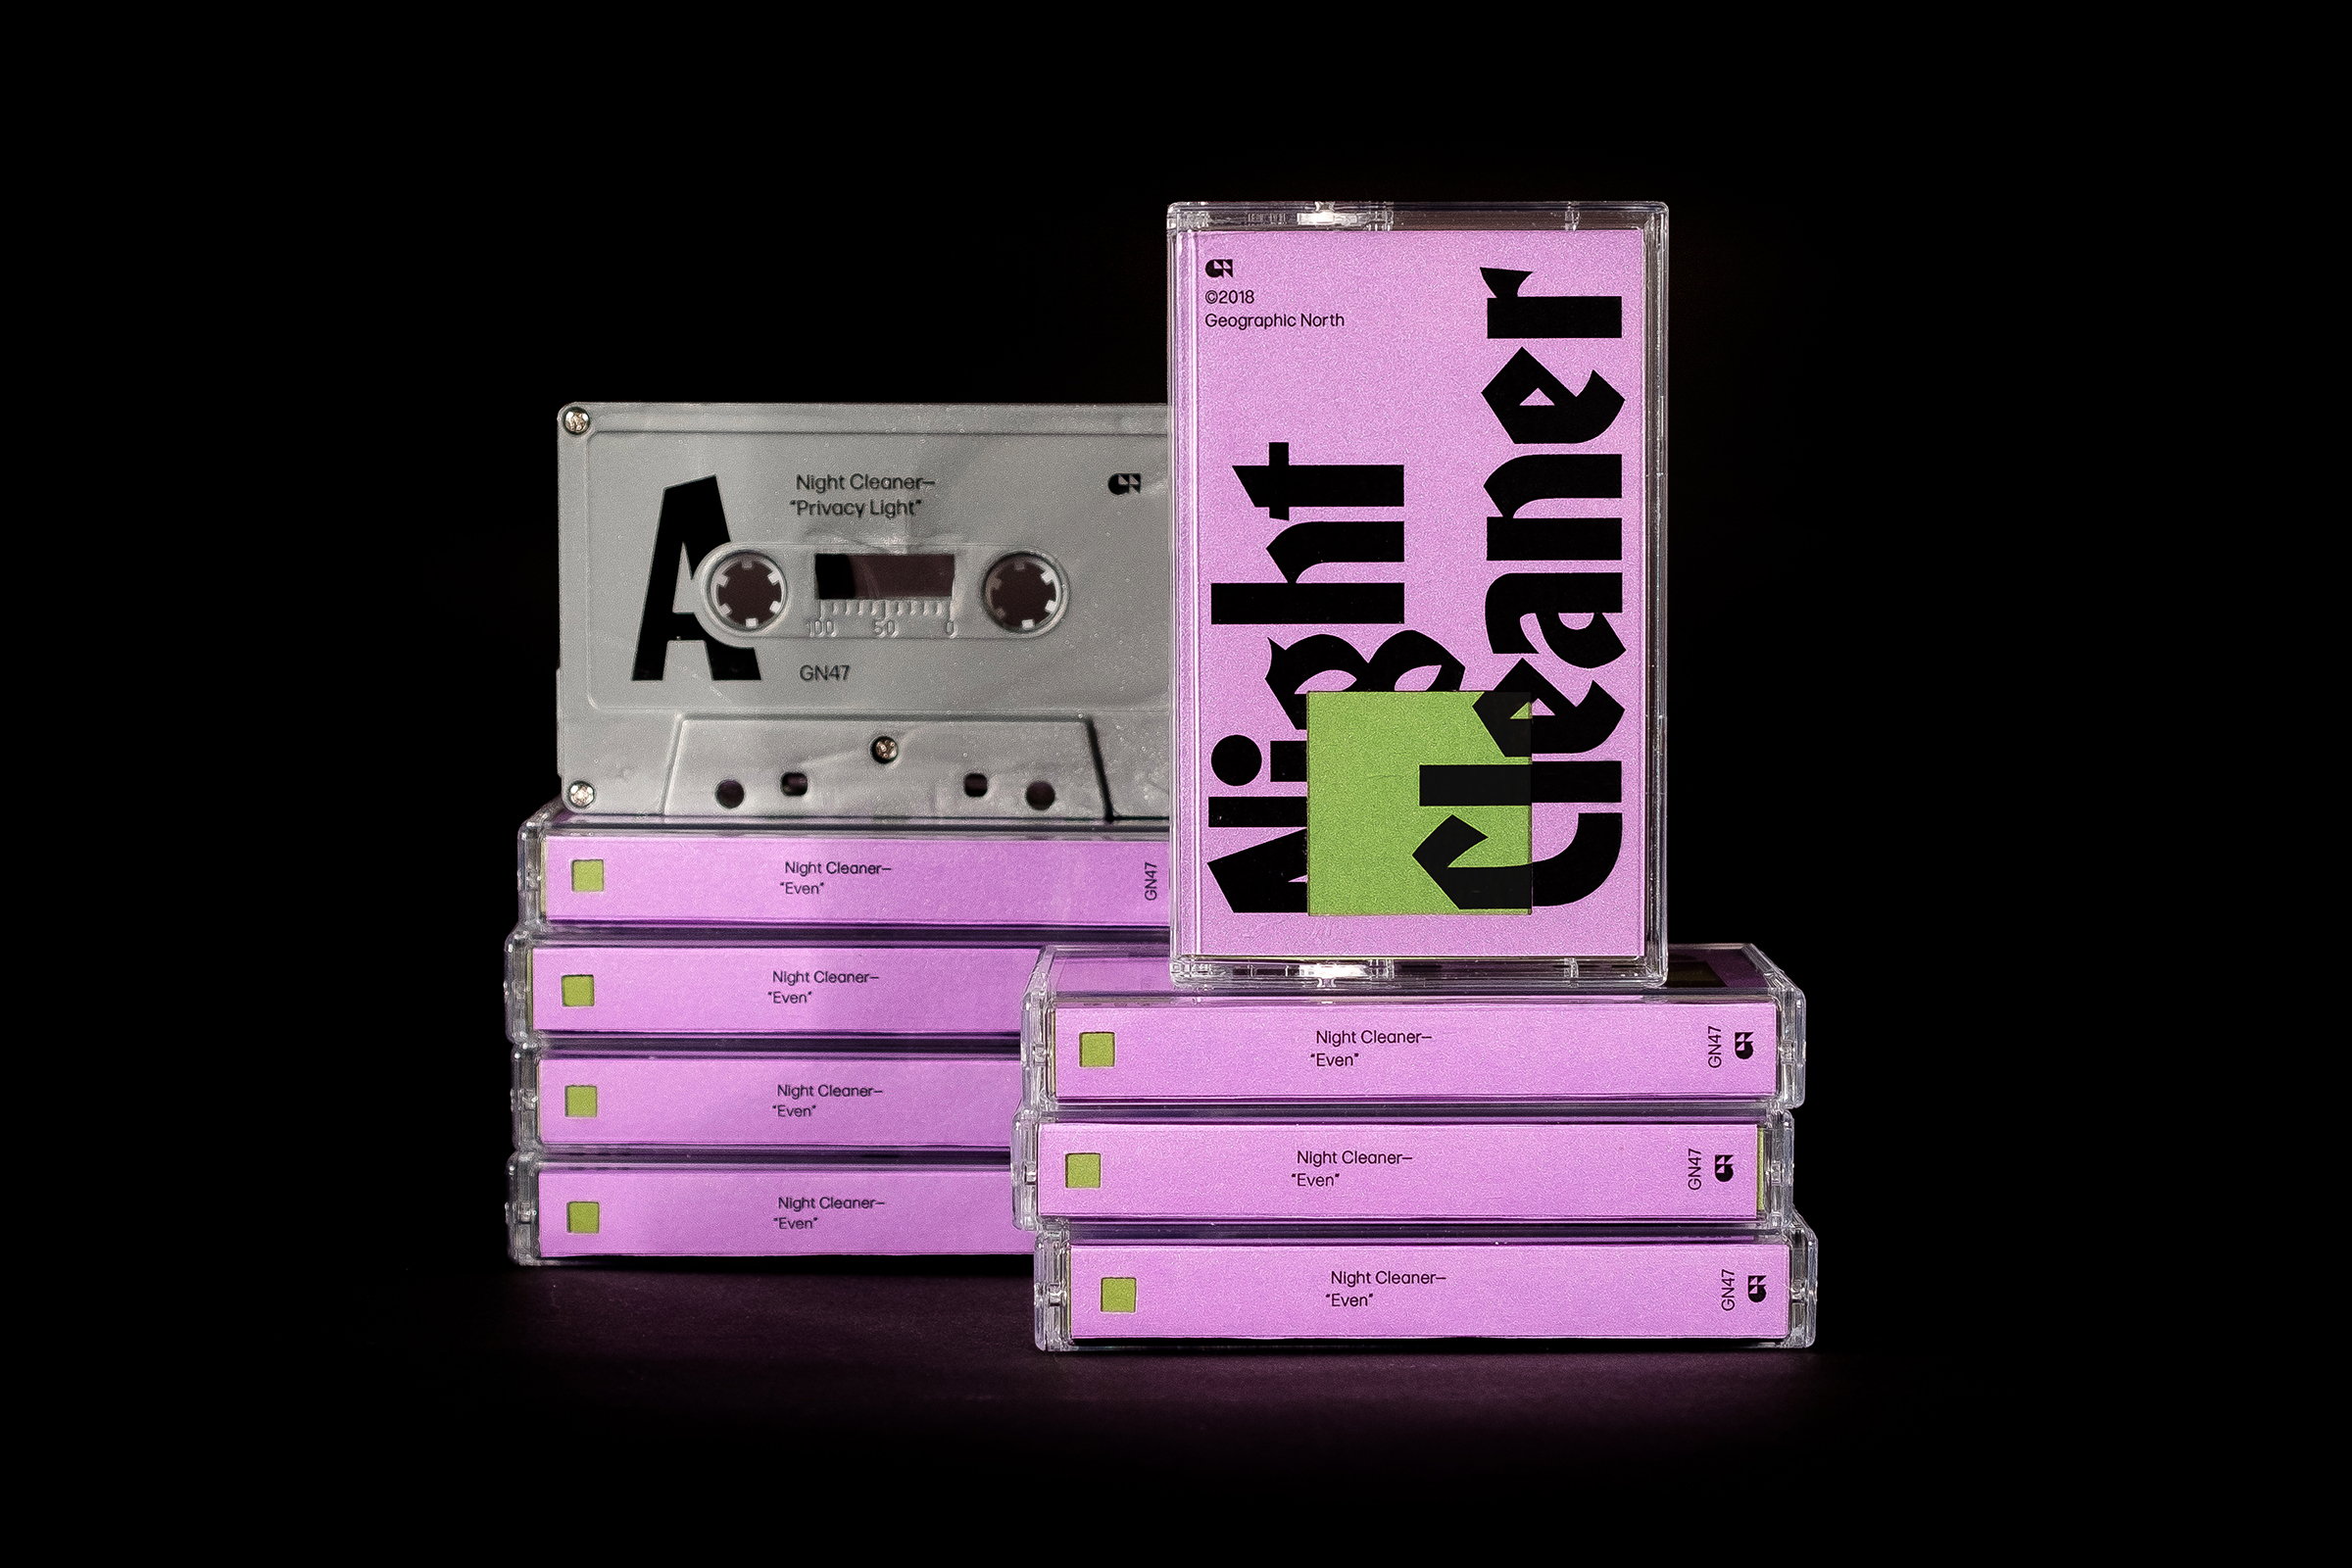 ©2018
Geographic North
Night
Cleaner
A
Night Cleaner—
“Privacy Light”
100 50 0
GN47
Night Cleaner—
“Even”
GN47
Night Cleaner—
“Even”
Night Cleaner—
“Even”
Night Cleaner—
“Even”
Night Cleaner—
“Even”
GN47
Night Cleaner—
“Even”
GN47
Night Cleaner—
“Even”
GN47